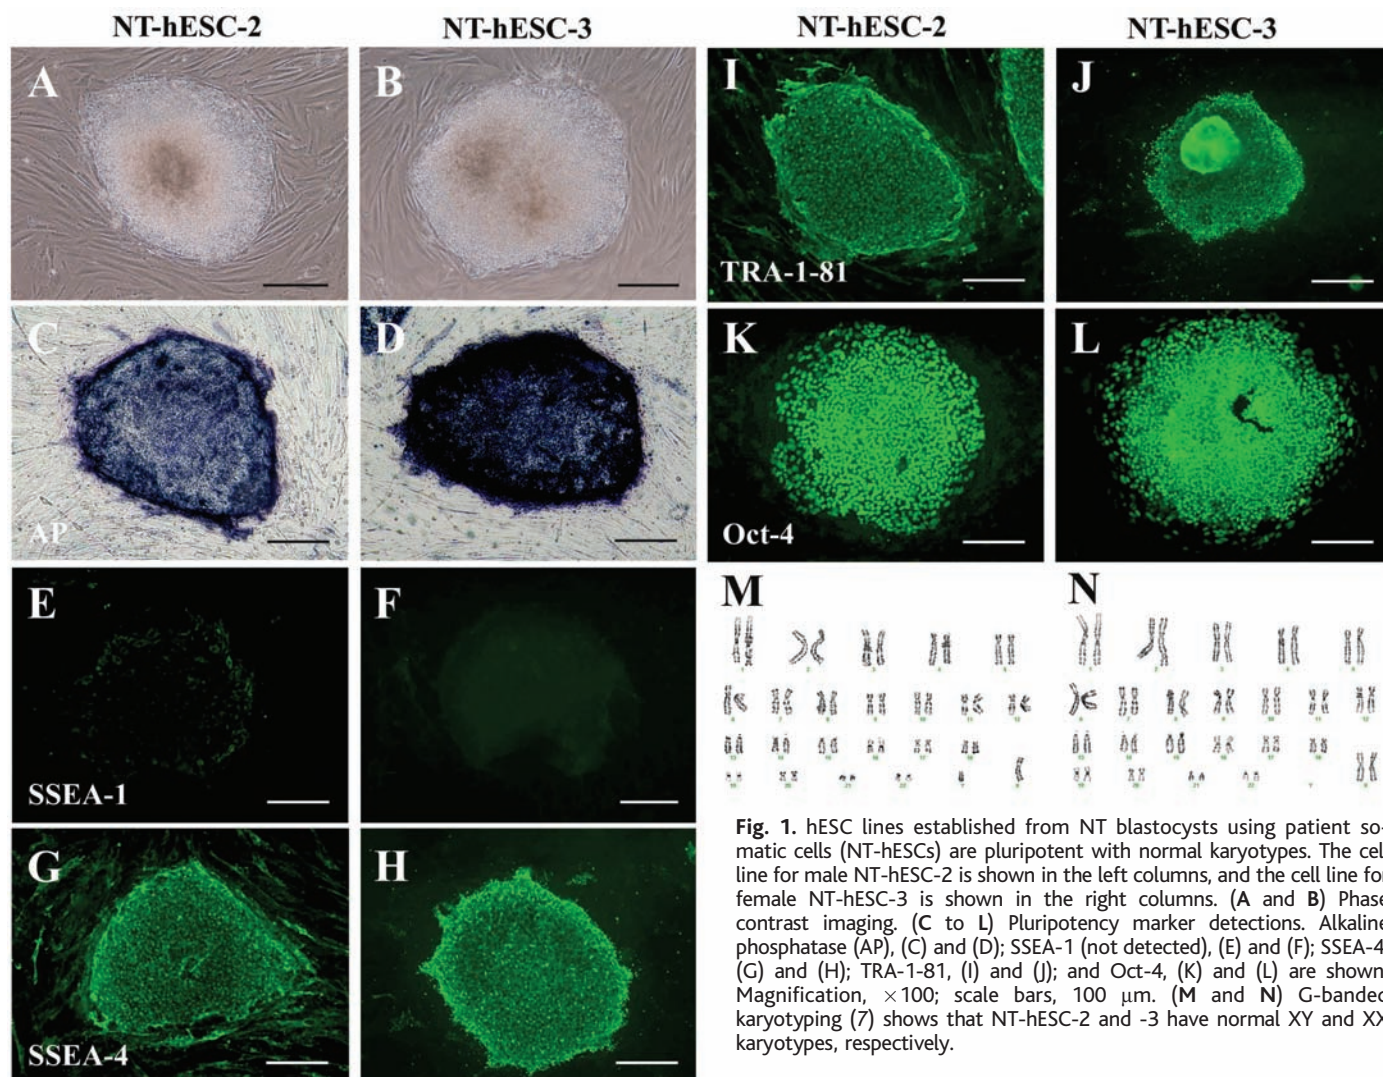 NT-hESC-2
NT-hESC-3
NT-hESC-2
NT-hESC-3
A
B
I
TRA-1-81
J
C
AP
D
K
Oct-4
L
E
SSEA-1
F
M
N
G
SSEA-4
H
Fig. 1. hESC lines established from NT blastocysts using patient so-
matic cells (NT-hESCs) are pluripotent with normal karyotypes. The cel
line for male NT-hESC-2 is shown in the left columns, and the cell line fo
female NT-hESC-3 is shown in the right columns. (A and B) Phase
contrast imaging. (C to L) Pluripotency marker detections. Alkaline
phosphatase (AP), (C) and (D); SSEA-1 (not detected), (E) and (F); SSEA-4
(G) and (H); TRA-1-81, (I) and (J); and Oct-4, (K) and (L) are shown
Magnification, ×100; scale bars, 100 μm. (M and N) G-banded
karyotyping (7) shows that NT-hESC-2 and -3 have normal XY and XX
karyotypes, respectively.